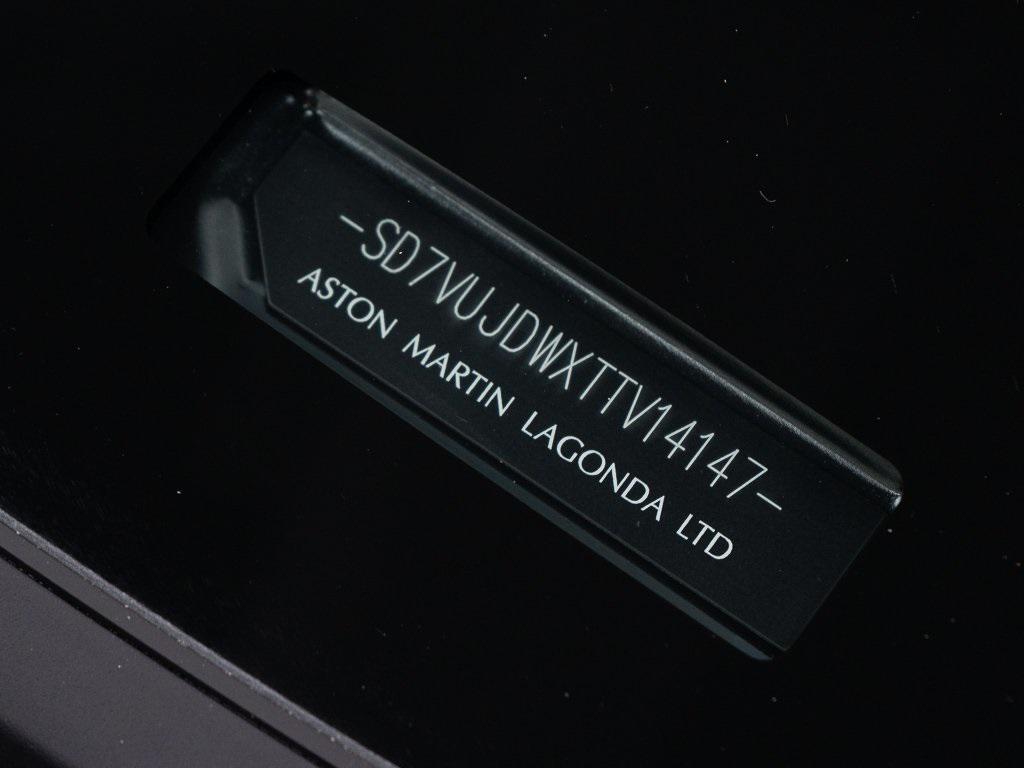 -SD7VUJDWXTTV14147-
ASTON MARTIN LAGONDA LTD